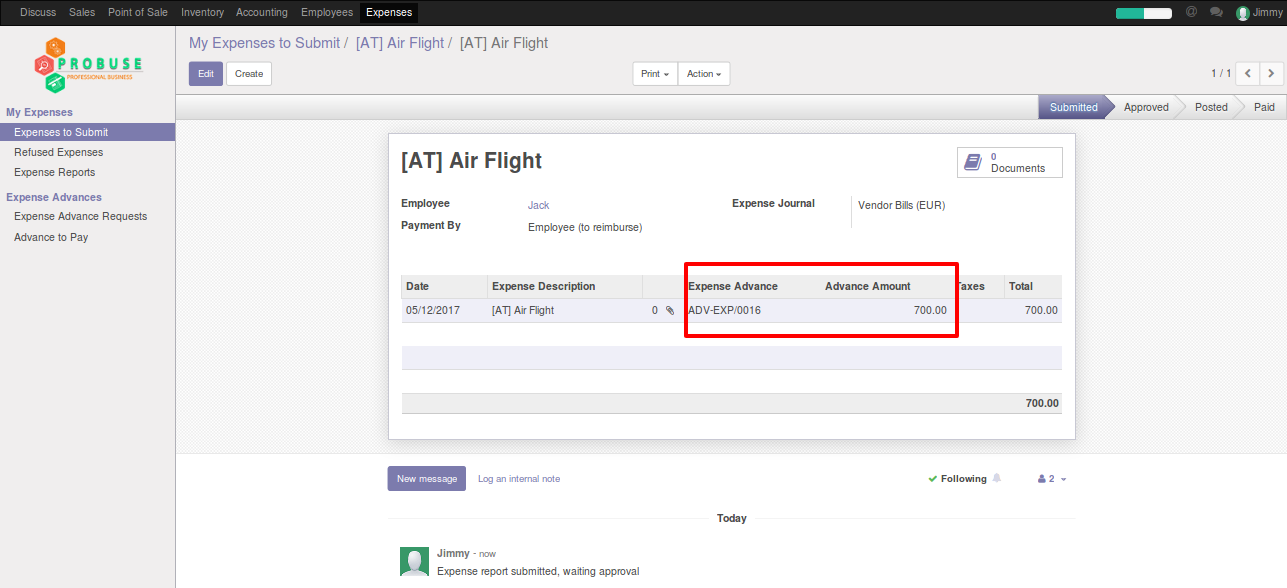 Discuss Sales Point of Sale Inventory Accounting Employees Expenses @ Jimmy
PROBUSE
PROFESSIONAL BUSINESS
My Expenses
Expenses to Submit
Refused Expenses
Expense Reports
Expense Advances
Expense Advance Requests
Advance to Pay
My Expenses to Submit / [AT] Air Flight / [AT] Air Flight
Edit Create Print Action 1 / 1
Submitted Approved Posted Paid
[AT] Air Flight
0
Documents
Employee Jack Expense Journal Vendor Bills (EUR)
Payment By Employee (to reimburse)
Date Expense Description Expense Advance Advance Amount Taxes Total
05/12/2017 [AT] Air Flight 0 ADV-EXP/0016 700.00 700.00
700.00
New message Log an internal note Following 2
Today
Jimmy - now
Expense report submitted, waiting approval